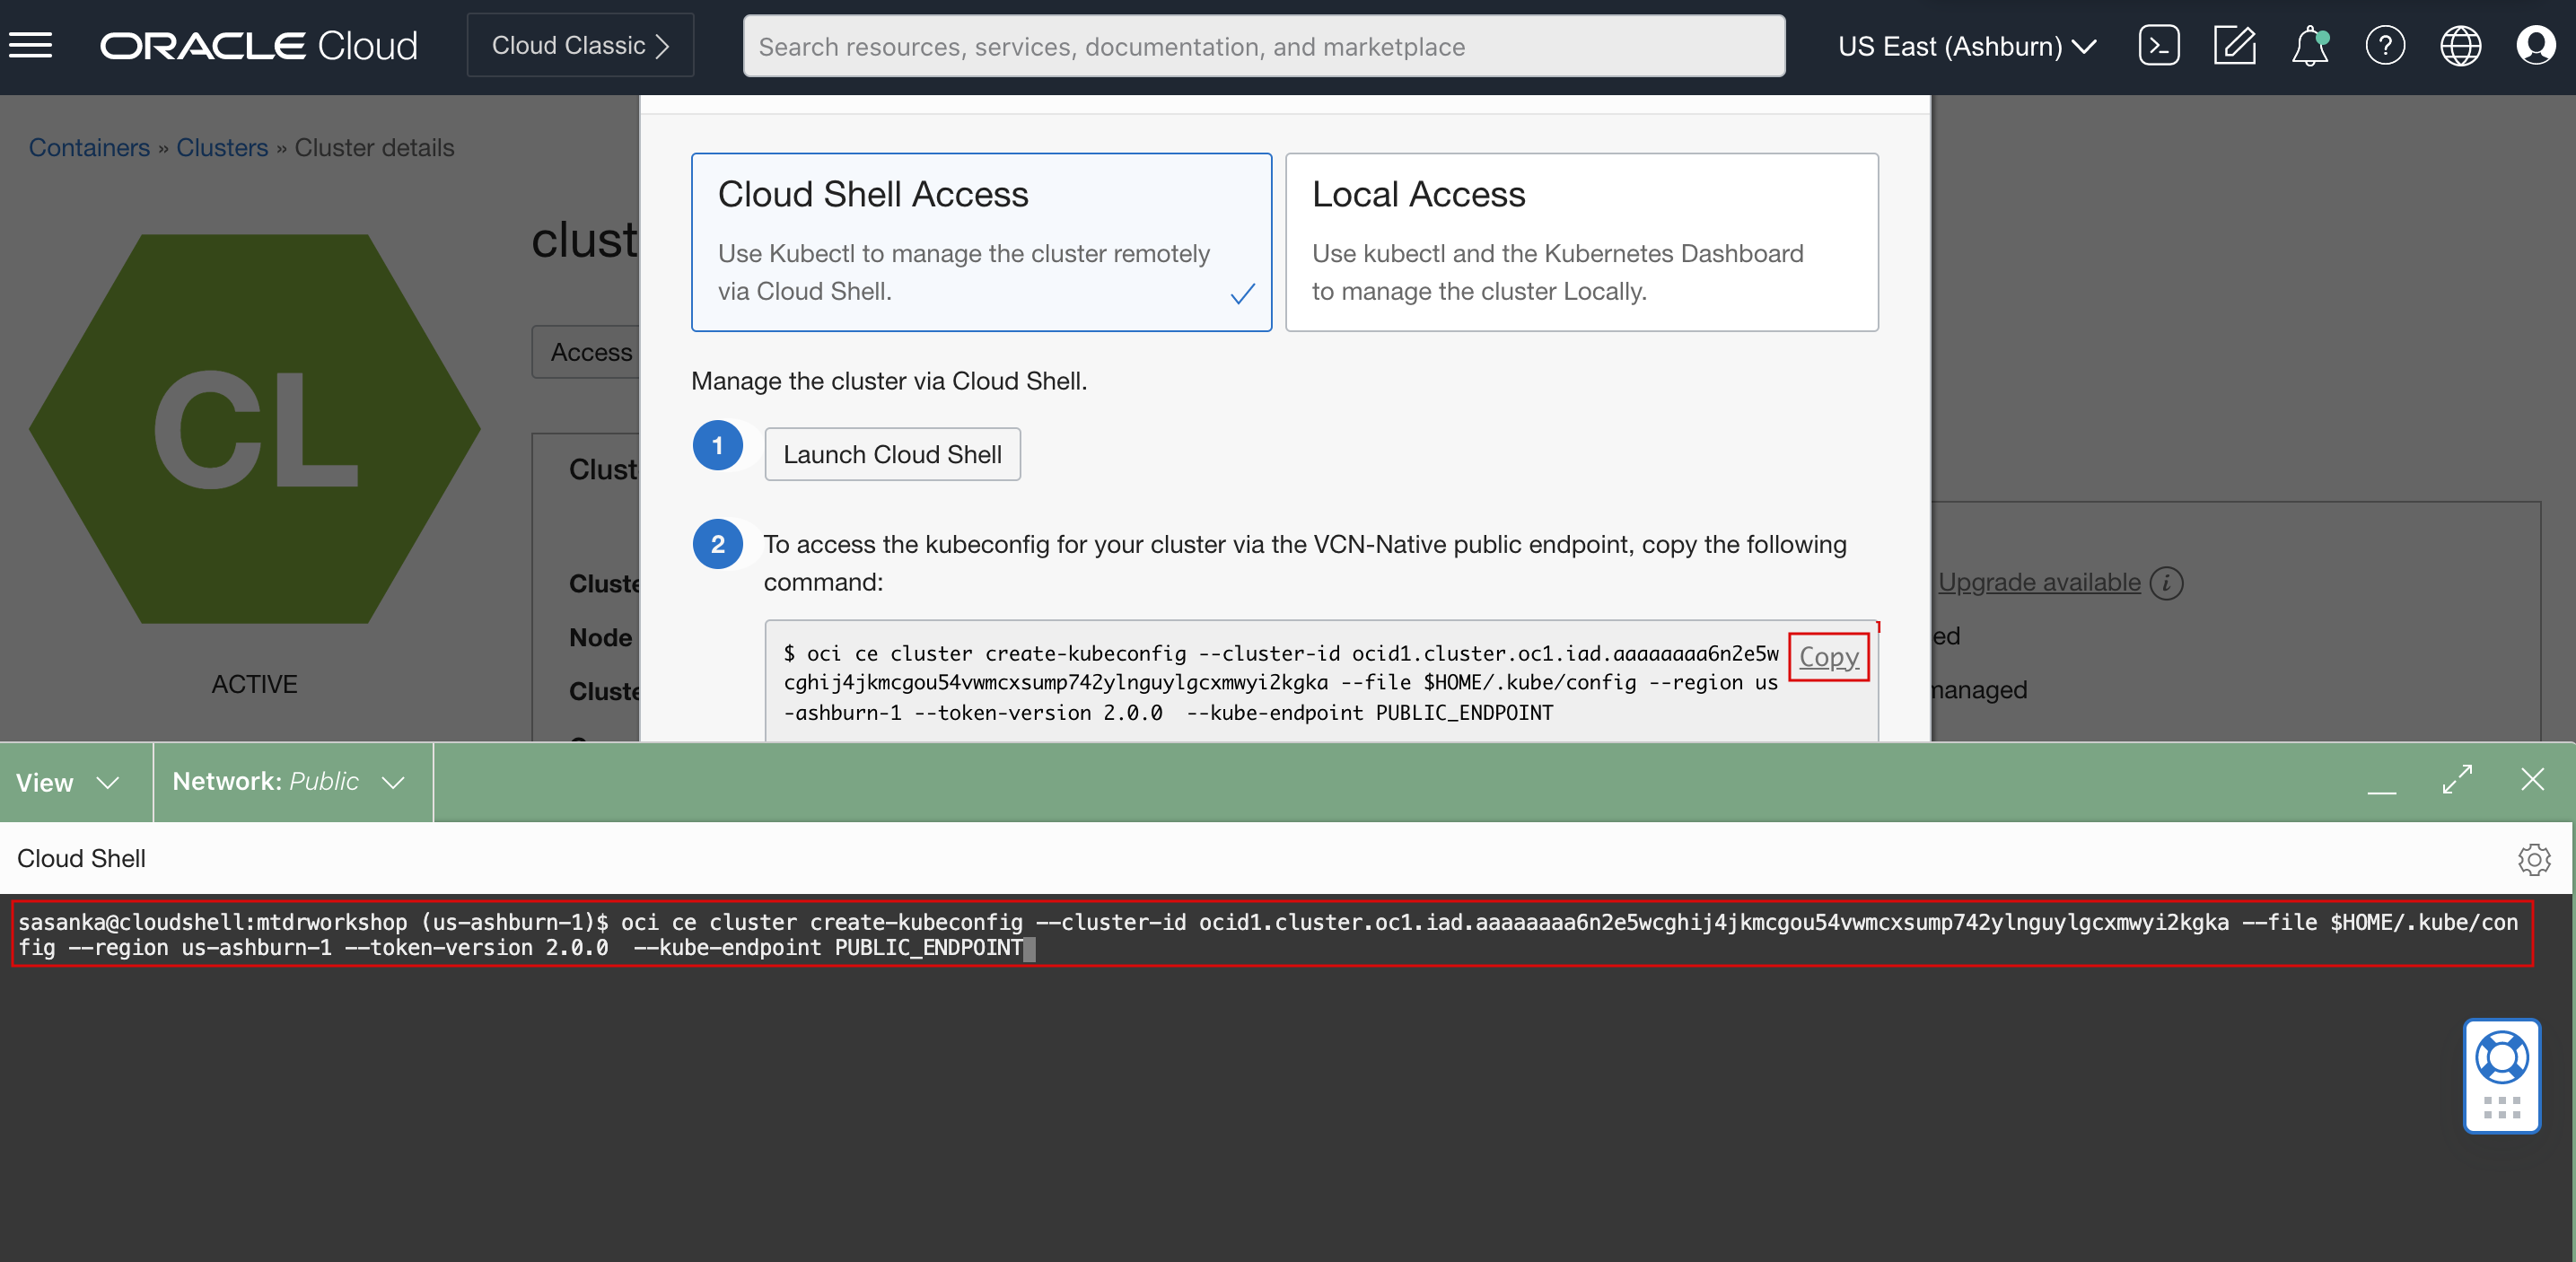 ORACLE Cloud
Cloud Classic
Search resources, services, documentation, and marketplace
US East (Ashburn)
Containers » Clusters » Cluster details
clust
CL
ACTIVE
Access
Clust
Cluste
Node
Cluste
Cloud Shell Access
Use Kubectl to manage the cluster remotely
via Cloud Shell.
Local Access
Use kubectl and the Kubernetes Dashboard
to manage the cluster Locally.
Manage the cluster via Cloud Shell.
1
Launch Cloud Shell
2
To access the kubeconfig for your cluster via the VCN-Native public endpoint, copy the following
command:
$ oci ce cluster create-kubeconfig --cluster-id ocid1.cluster.oc1.iad.aaaaaaaa6n2e5w
cghij4jkmcgou54vwmcxsump742ylnguylgcxmwyi2kgka --file $HOME/.kube/config --region us
-ashburn-1 --token-version 2.0.0  --kube-endpoint PUBLIC_ENDPOINT
Copy
Upgrade available i
ed
managed
View
Network: Public
Cloud Shell
sasanka@cloudshell:mtdrworkshop (us-ashburn-1)$ oci ce cluster create-kubeconfig --cluster-id ocid1.cluster.oc1.iad.aaaaaaaa6n2e5wcghij4jkmcgou54vwmcxsump742ylnguylgcxmwyi2kgka --file $HOME/.kube/con
fig --region us-ashburn-1 --token-version 2.0.0  --kube-endpoint PUBLIC_ENDPOINT